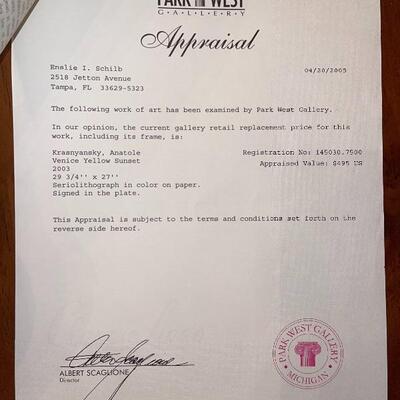 PARK WEST
G·A·L·L·E·R·Y
Appraisal
Enslie I. Schilb
04/20/2005
2518 Jetton Avenue
Tampa, FL 33629-5323
The following work of art has been examined by Park West Gallery.
In our opinion, the current gallery retail replacement price for this
work, including its frame, is:
Krasnyansky, Anatole
Registration No: 145030.7500
Venice Yellow Sunset
Appraised Value: $495 US
2003
29 3/4'' x 27''
Seriolithograph in color on paper.
Signed in the plate.
This Appraisal is subject to the terms and conditions set forth on the
reverse side hereof.
ALBERT SCAGLIONE
Director
PARK WEST GALLERY
MICHIGAN